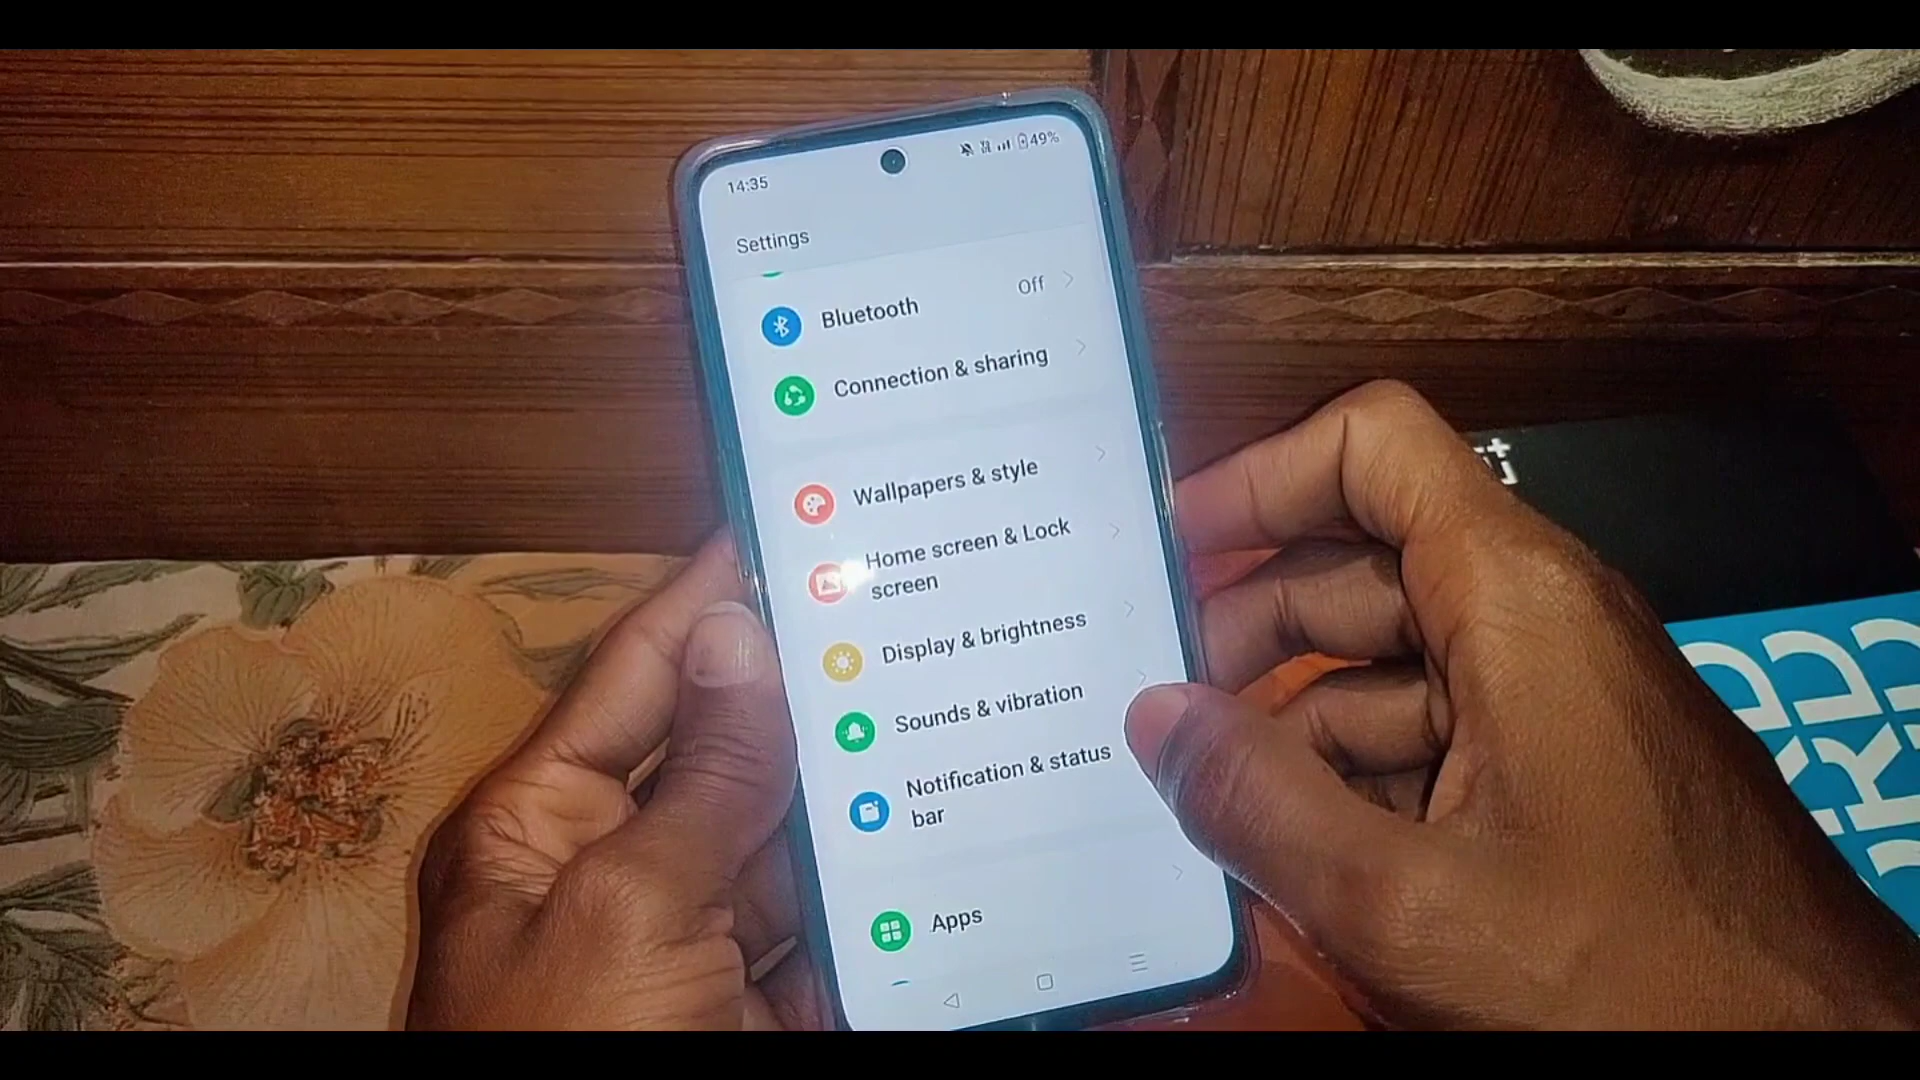 14:35
49%
Settings
Bluetooth
Off
Connection & sharing
Wallpapers & style
Home screen & Lock
screen
Display & brightness
Sounds & vibration
Notification & status
bar
Apps